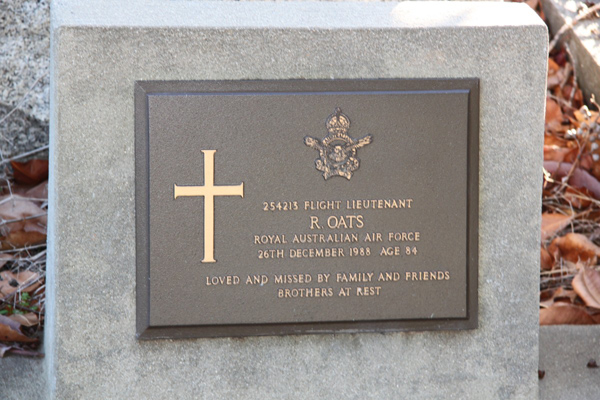 254213 FLIGHT LIEUTENANT
R. OATS
ROYAL AUSTRALIAN AIR FORCE
26TH DECEMBER 1988 AGE 84
LOVED AND MISSED BY FAMILY AND FRIENDS
BROTHERS AT REST